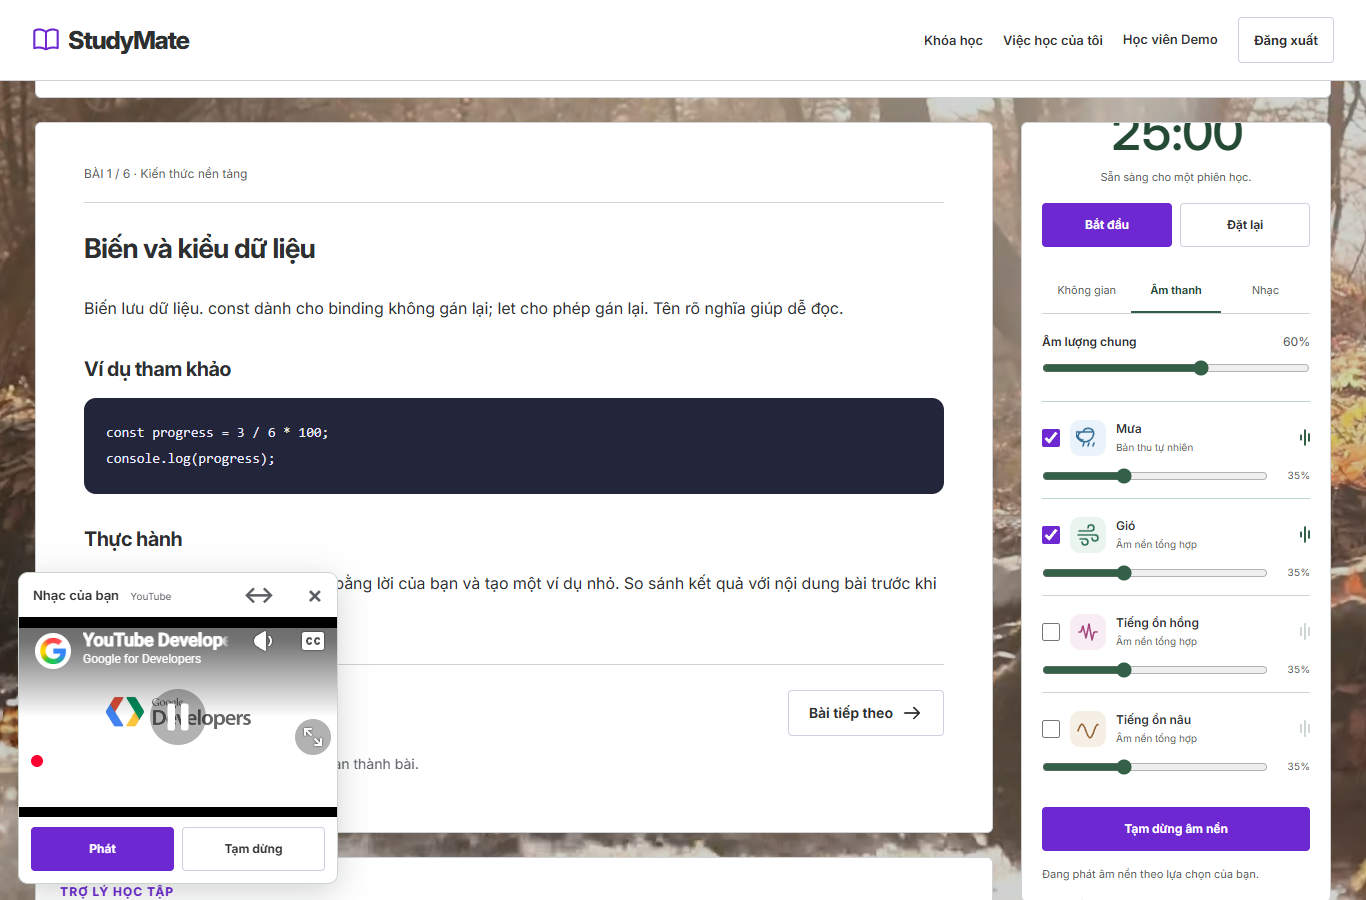 StudyMate
Khóa học
Việc học của tôi
Học viên Demo
Đăng xuất
BÀI 1 / 6 · Kiến thức nền tảng
Biến và kiểu dữ liệu
Biến lưu dữ liệu. const dành cho binding không gán lại; let cho phép gán lại. Tên rõ nghĩa giúp dễ đọc.
Ví dụ tham khảo
const progress = 3 / 6 * 100;
console.log(progress);
Thực hành
bằng lời của bạn và tạo một ví dụ nhỏ. So sánh kết quả với nội dung bài trước khi
Bài tiếp theo
thành bài.
TRỢ LÝ HỌC TẬP
Nhạc của bạn YouTube
YouTube Develop
Google for Developers
CC
Google
Developers
Phát
Tạm dừng
25:00
Sẵn sàng cho một phiên học.
Bắt đầu
Đặt lại
Không gian
Âm thanh
Nhạc
Âm lượng chung 60%
Mưa
Bản thu tự nhiên
35%
Gió
Âm nền tổng hợp
35%
Tiếng ồn hồng
Âm nền tổng hợp
35%
Tiếng ồn nâu
Âm nền tổng hợp
35%
Tạm dừng âm nền
Đang phát âm nền theo lựa chọn của bạn.